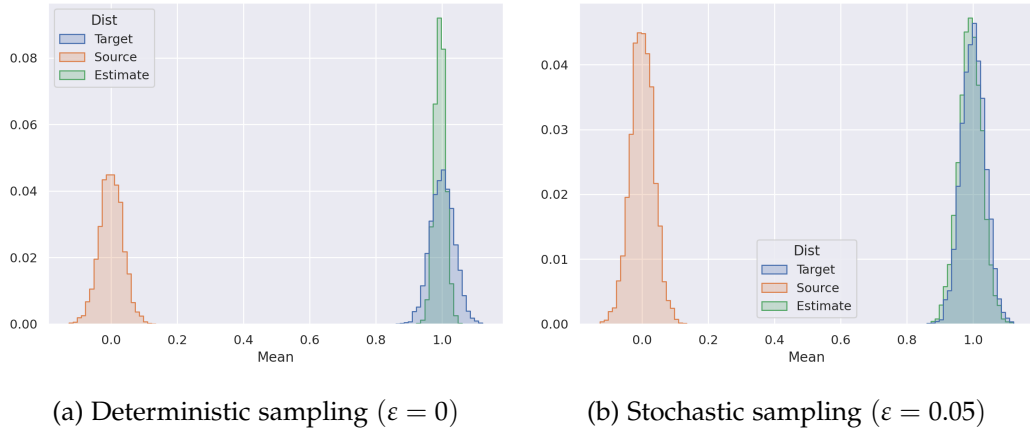 Dist
Target
Source
Estimate
0.08
0.06
0.04
0.02
0.00
0.0 0.2 0.4 0.6 0.8 1.0
Mean
(a) Deterministic sampling (ε = 0)
0.04
0.03
0.02
0.01
0.00
Dist
Target
Source
Estimate
0.0 0.2 0.4 0.6 0.8 1.0
Mean
(b) Stochastic sampling (ε = 0.05)